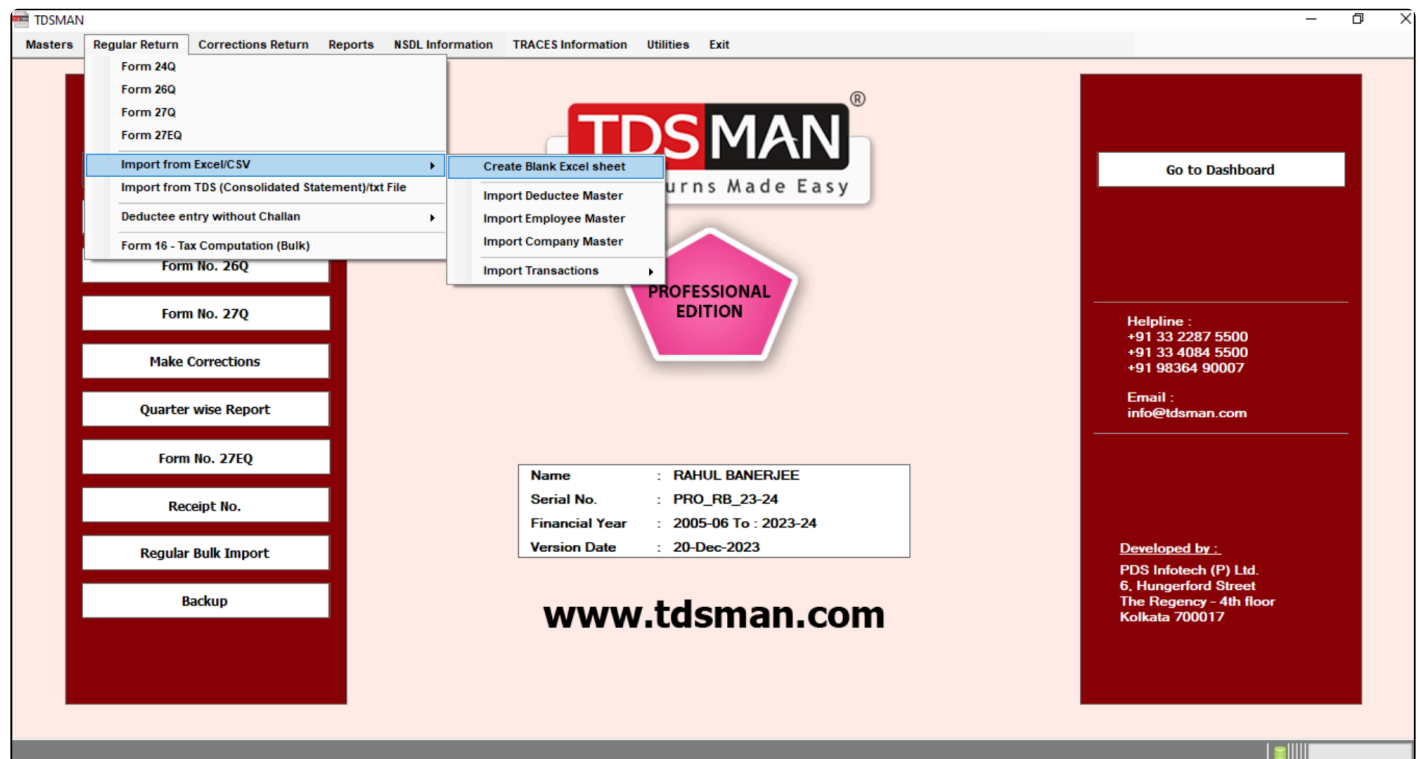 TDSMAN
Masters Regular Return Corrections Return Reports NSDL Information TRACES Information Utilities Exit
Form 24Q
Form 26Q
Form 27Q
Form 27EQ
Import from Excel/CSV
Import from TDS (Consolidated Statement)/txt File
Deductee entry without Challan
Form 16 - Tax Computation (Bulk)
Create Blank Excel sheet
Import Deductee Master
Import Employee Master
Import Company Master
Import Transactions
Form No. 26Q
Form No. 27Q
Make Corrections
Quarter wise Report
Form No. 27EQ
Receipt No.
Regular Bulk Import
Backup
TDSMAN®
urns Made Easy
PROFESSIONAL
EDITION
Name : RAHUL BANERJEE
Serial No. : PRO_RB_23-24
Financial Year : 2005-06 To : 2023-24
Version Date : 20-Dec-2023
www.tdsman.com
Go to Dashboard
Helpline :
+91 33 2287 5500
+91 33 4084 5500
+91 98364 90007
Email :
info@tdsman.com
Developed by :
PDS Infotech (P) Ltd.
6, Hungerford Street
The Regency - 4th floor
Kolkata 700017